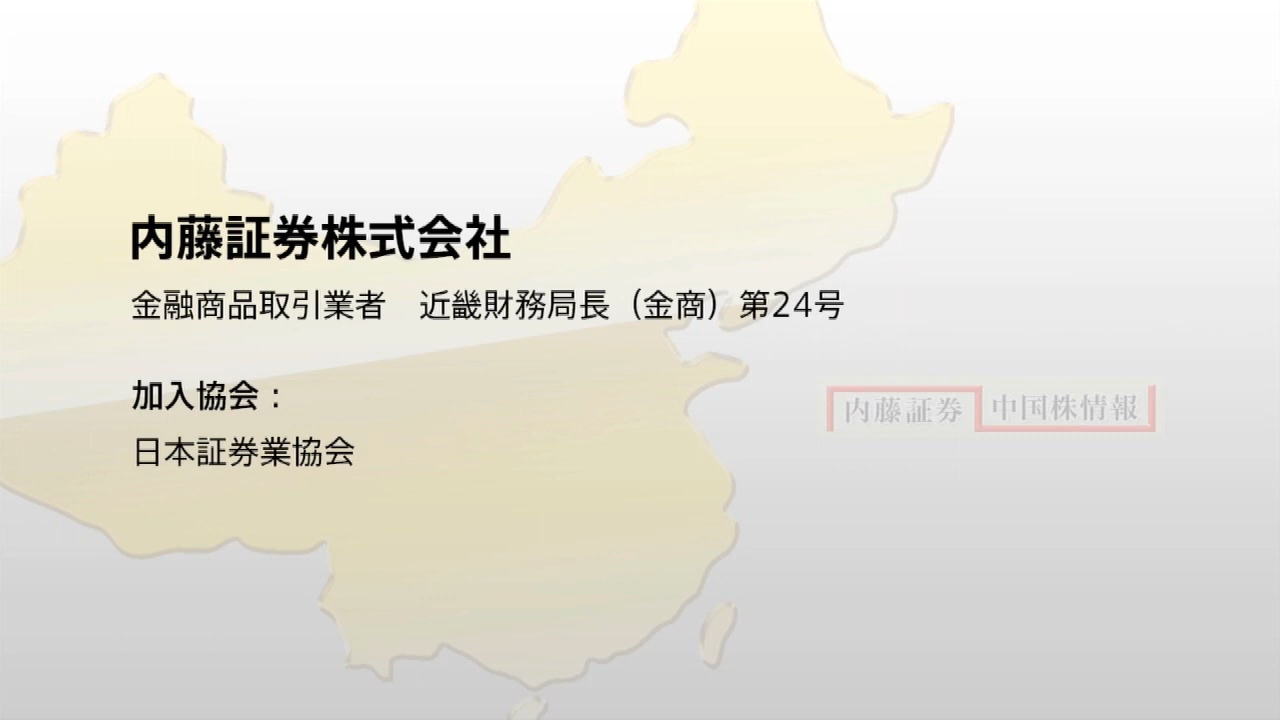 内藤証券株式会社
金融商品取引業者　近畿財務局長（金商）第24号
加入協会：
日本証券業協会
内藤証券 中国株情報